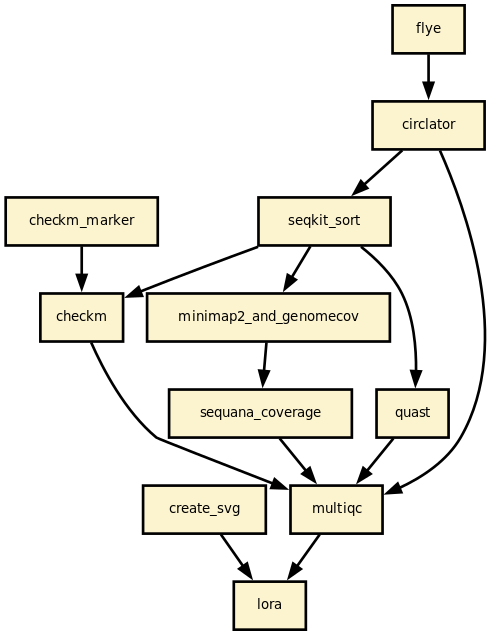 flye
circlator
checkm_marker
seqkit_sort
checkm
minimap2_and_genomecov
sequana_coverage
quast
create_svg
multiqc
lora